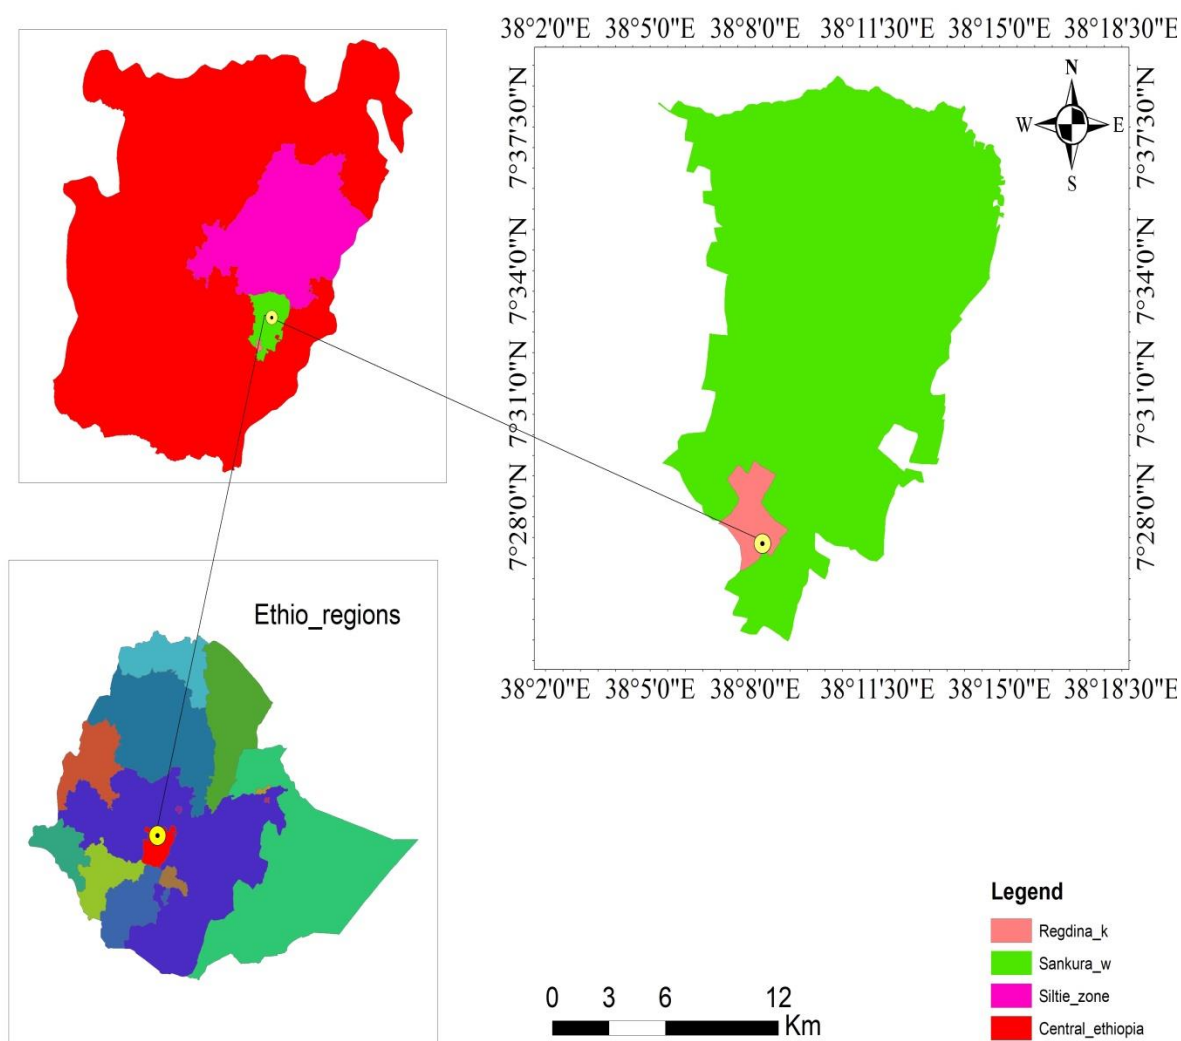 38°2'0"E 38°5'0"E 38°8'0"E 38°11'30"E 38°15'0"E 38°18'30"E
N
W E
S
7°37'30"N 7°37'30"N
7°34'0"N 7°34'0"N
7°31'0"N 7°31'0"N
7°28'0"N 7°28'0"N
38°2'0"E 38°5'0"E 38°8'0"E 38°11'30"E 38°15'0"E 38°18'30"E
Ethio_regions
Legend
Regdina_k
Sankura_w
Siltie_zone
Central_ethiopia
0 3 6 12
Km